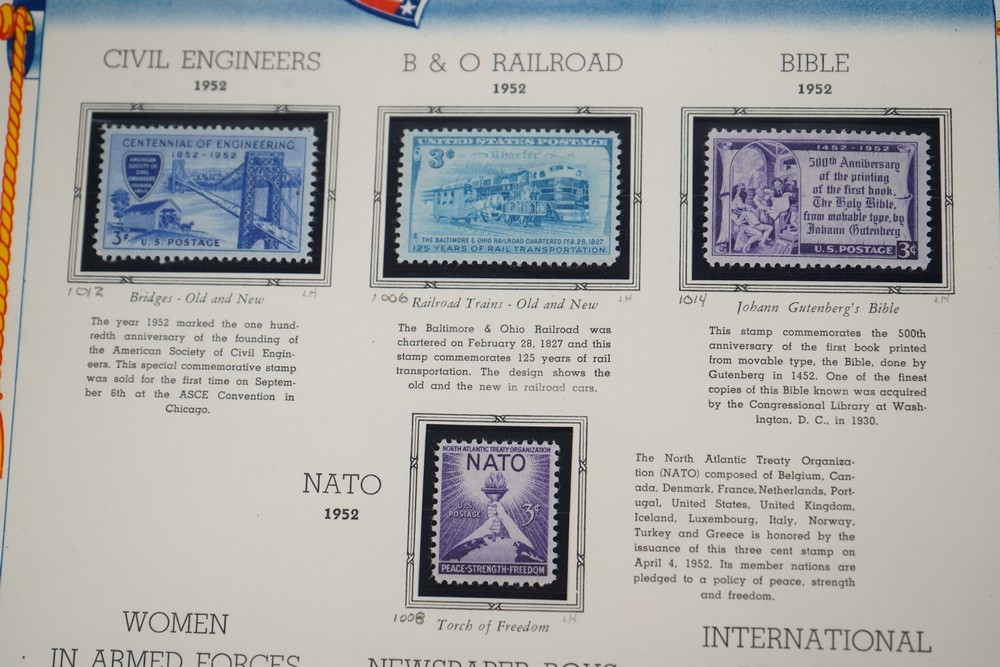 CIVIL ENGINEERS
1952
CENTENNIAL OF ENGINEERING
1852 - 1952
AMERICAN
SOCIETY OF
CIVIL
ENGINEERS
3¢
U.S. POSTAGE
1012
Bridges - Old and New
LH
The year 1952 marked the one hund-
redth anniversary of the founding of
the American Society of Civil Engin-
eers. This special commemorative stamp
was sold for the first time on Septem-
ber 6th at the ASCE Convention in
Chicago.
B & O RAILROAD
1952
UNITED STATES POSTAGE
3¢
Charter
THE BALTIMORE & OHIO RAILROAD CHARTERED FEB. 28, 1827
125 YEARS OF RAIL TRANSPORTATION
1006
Railroad Trains - Old and New
LH
The Baltimore & Ohio Railroad was
chartered on February 28, 1827 and this
stamp commemorates 125 years of rail
transportation. The design shows the
old and the new in railroad cars.
BIBLE
1952
1452 - 1952
500th Anniversary
of the printing
of the first book,
The Holy Bible,
from movable type, by
Johann Gutenberg
U.S. POSTAGE 3¢
1014
Johann Gutenberg's Bible
LH
This stamp commemorates the 500th
anniversary of the first book printed
from movable type, the Bible, done by
Gutenberg in 1452. One of the finest
copies of this Bible known was acquired
by the Congressional Library at Wash-
ington, D. C., in 1930.
NATO
1952
NORTH ATLANTIC TREATY ORGANIZATION
NATO
U.S.
POSTAGE
3¢
PEACE-STRENGTH-FREEDOM
1008
Torch of Freedom
LH
The North Atlantic Treaty Organiza-
tion (NATO) composed of Belgium, Can-
ada, Denmark, France, Netherlands, Port-
ugal, United States, United Kingdom,
Iceland, Luxembourg, Italy, Norway,
Turkey and Greece is honored by the
issuance of this three cent stamp on
April 4, 1952. Its member nations are
pledged to a policy of peace, strength
and freedom.
WOMEN
IN ARMED FORCES
NEWSPAPER BOYS
INTERNATIONAL